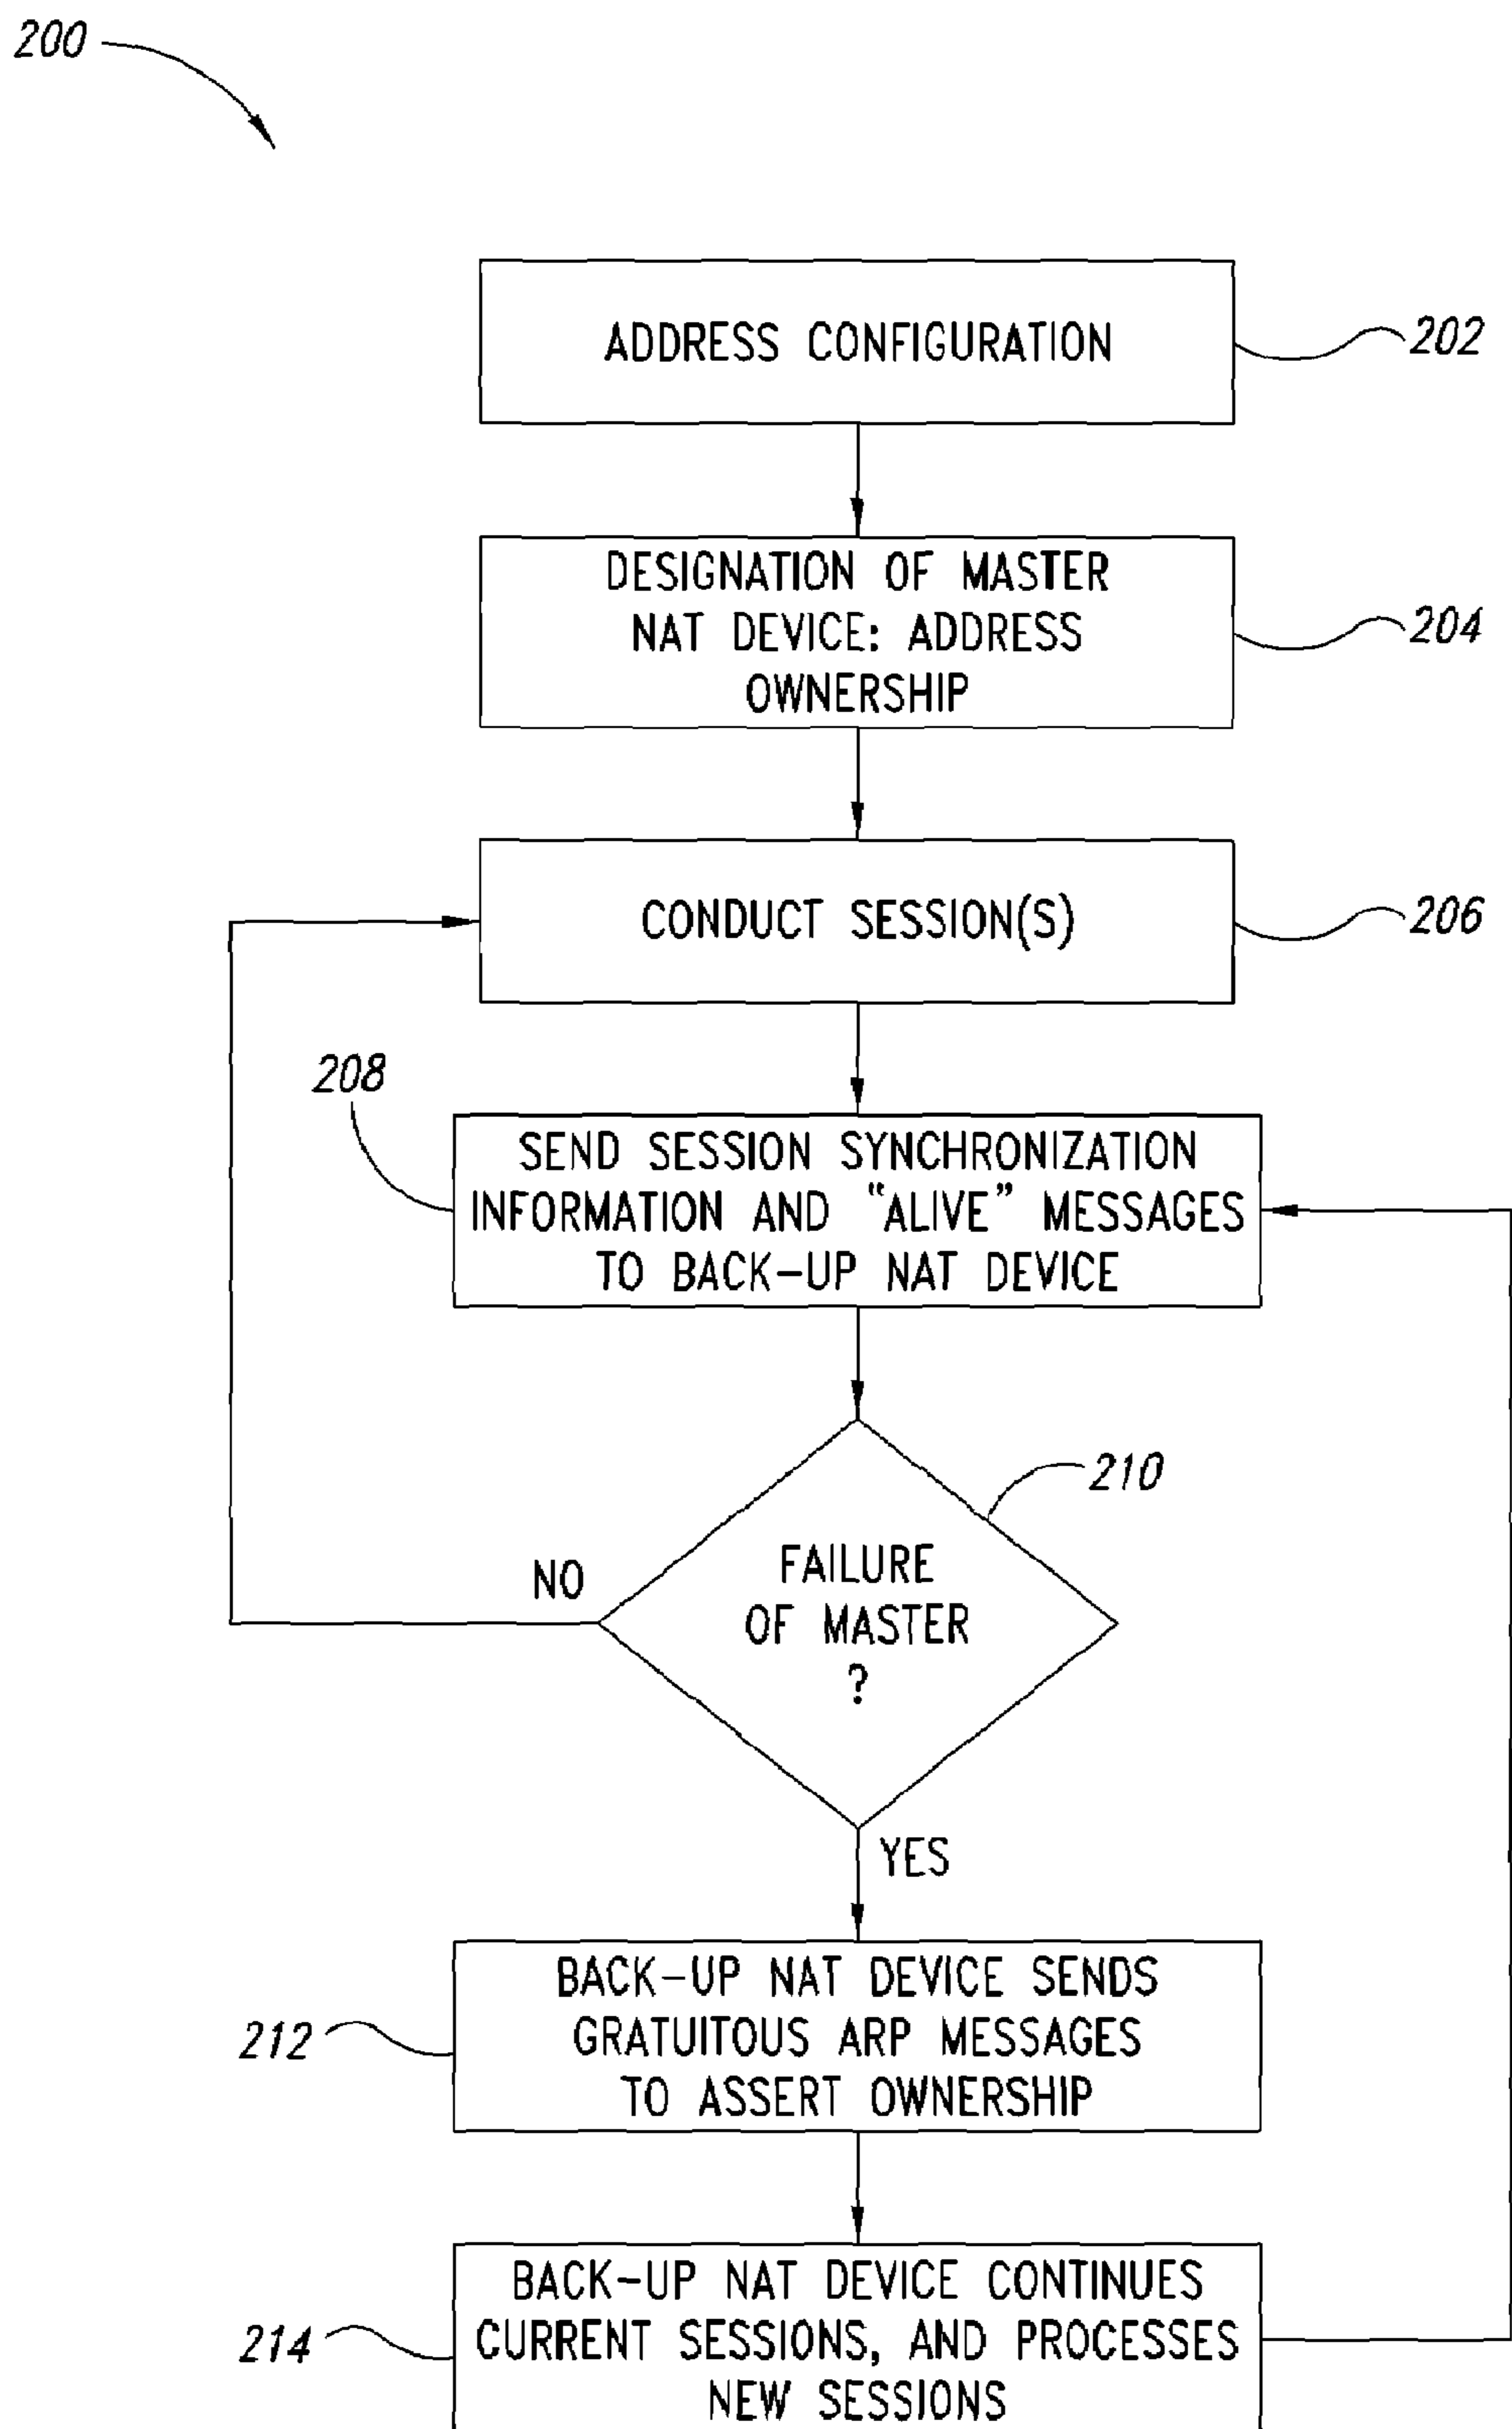 200
ADDRESS CONFIGURATION
202
DESIGNATION OF MASTER
NAT DEVICE: ADDRESS
OWNERSHIP
204
CONDUCT SESSION(S)
206
208
SEND SESSION SYNCHRONIZATION
INFORMATION AND “ALIVE” MESSAGES
TO BACK-UP NAT DEVICE
210
FAILURE
OF MASTER
?
NO
YES
BACK-UP NAT DEVICE SENDS
GRATUITOUS ARP MESSAGES
TO ASSERT OWNERSHIP
212
BACK-UP NAT DEVICE CONTINUES
CURRENT SESSIONS, AND PROCESSES
NEW SESSIONS
214